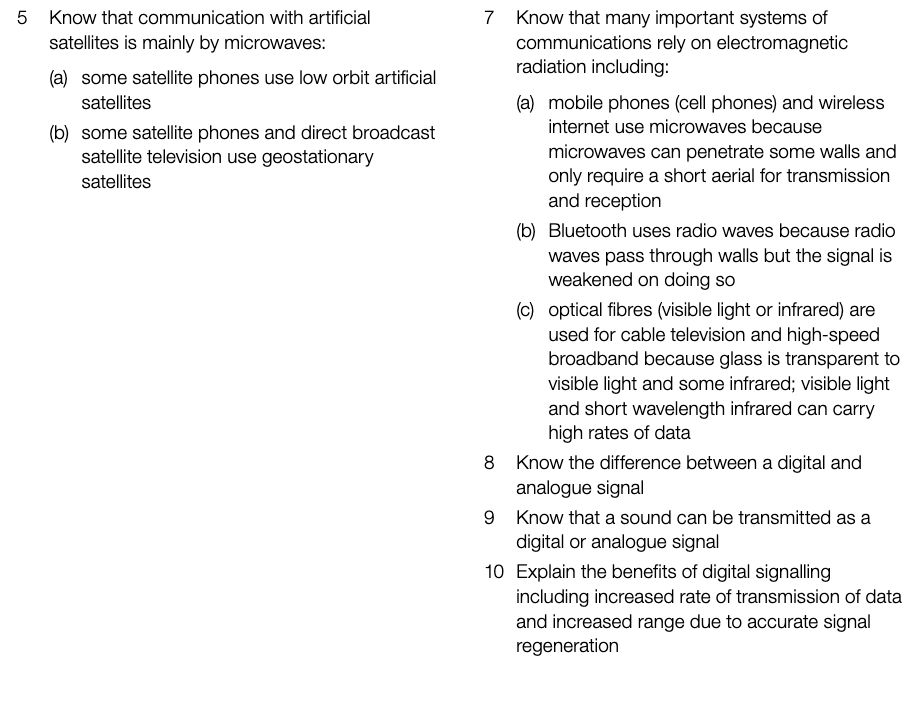 5 Know that communication with artificial
satellites is mainly by microwaves:
(a) some satellite phones use low orbit artificial
satellites
(b) some satellite phones and direct broadcast
satellite television use geostationary
satellites
7 Know that many important systems of
communications rely on electromagnetic
radiation including:
(a) mobile phones (cell phones) and wireless
internet use microwaves because
microwaves can penetrate some walls and
only require a short aerial for transmission
and reception
(b) Bluetooth uses radio waves because radio
waves pass through walls but the signal is
weakened on doing so
(c) optical fibres (visible light or infrared) are
used for cable television and high-speed
broadband because glass is transparent to
visible light and some infrared; visible light
and short wavelength infrared can carry
high rates of data
8 Know the difference between a digital and
analogue signal
9 Know that a sound can be transmitted as a
digital or analogue signal
10 Explain the benefits of digital signalling
including increased rate of transmission of data
and increased range due to accurate signal
regeneration